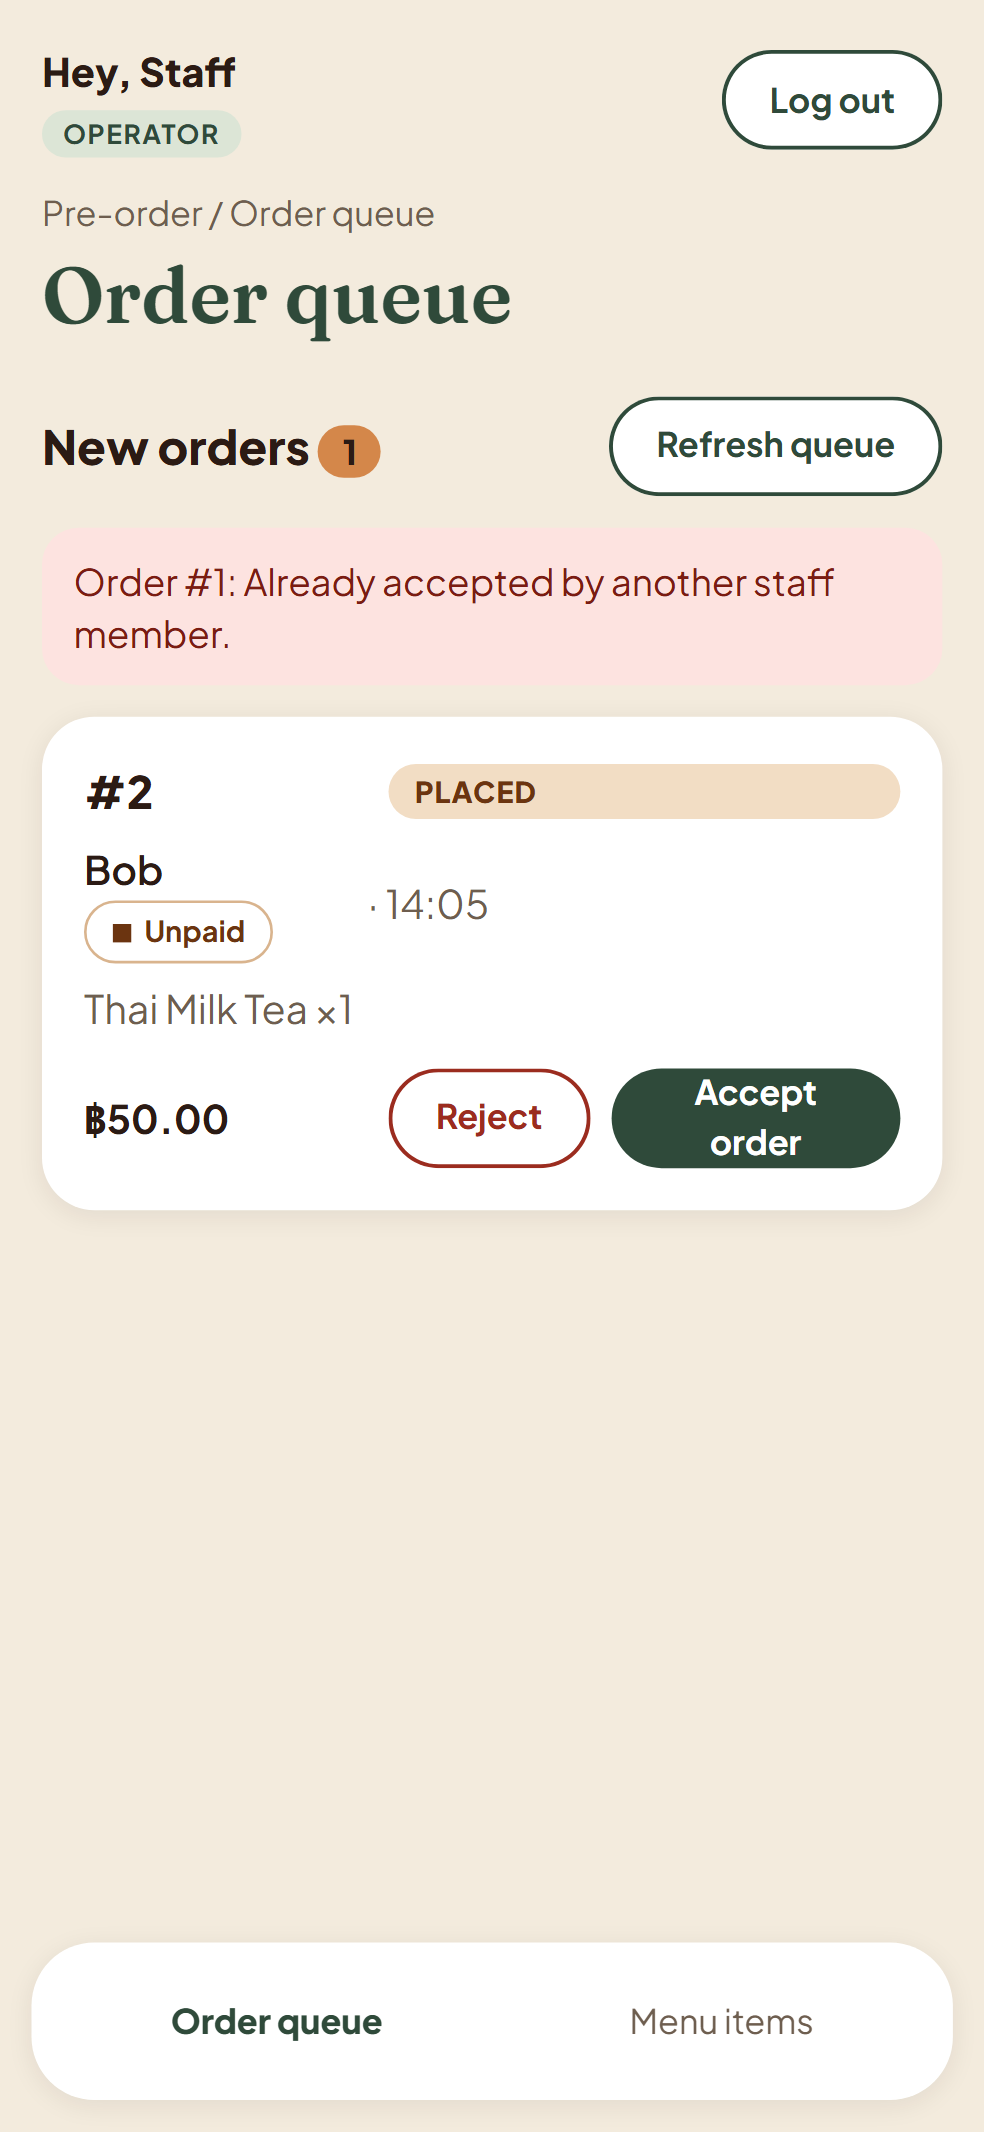 Hey, Staff
Log out
OPERATOR
Pre-order / Order queue
Order queue
New orders 1
Refresh queue
Order #1: Already accepted by another staff
member.
#2
PLACED
Bob
Unpaid
· 14:05
Thai Milk Tea ×1
฿50.00
Reject
Accept
order
Order queue
Menu items